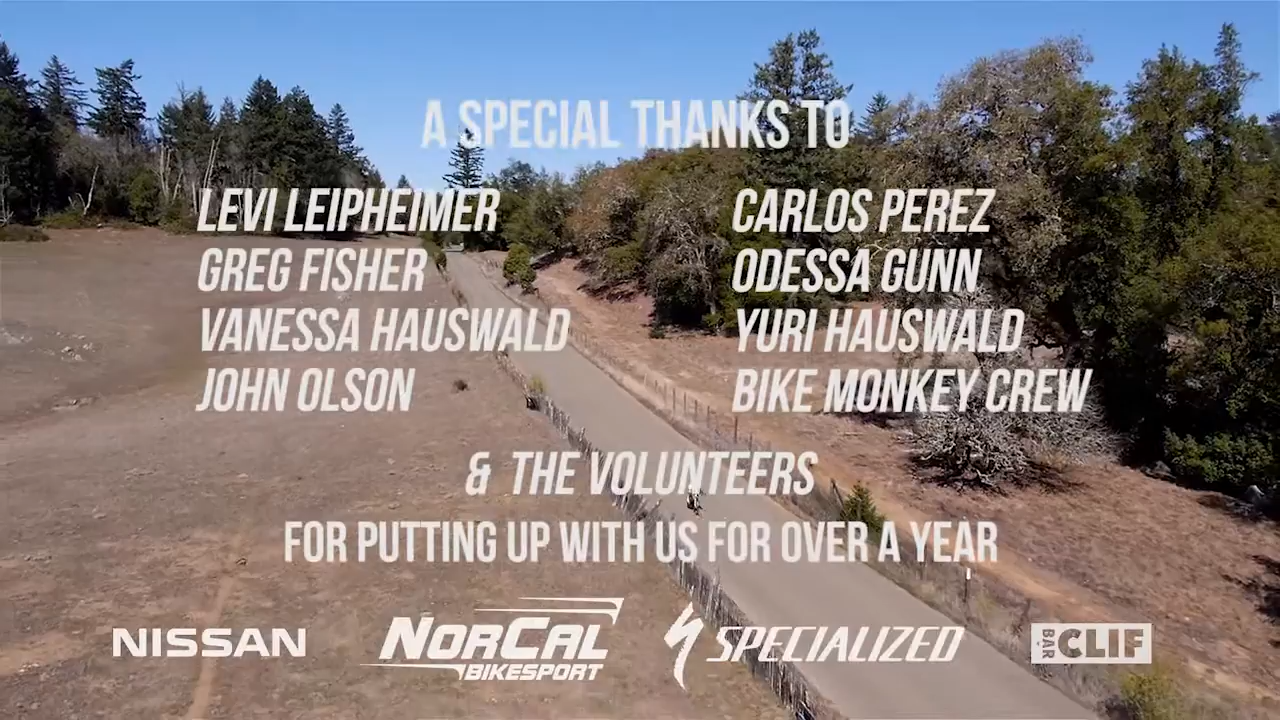 A SPECIAL THANKS TO
LEVI LEIPHEIMER
GREG FISHER
VANESSA HAUSWALD
JOHN OLSON
CARLOS PEREZ
ODESSA GUNN
YURI HAUSWALD
BIKE MONKEY CREW
& THE VOLUNTEERS
FOR PUTTING UP WITH US FOR OVER A YEAR
NISSAN
NORCAL
BIKESPORT
SPECIALIZED
CLIF
BAR